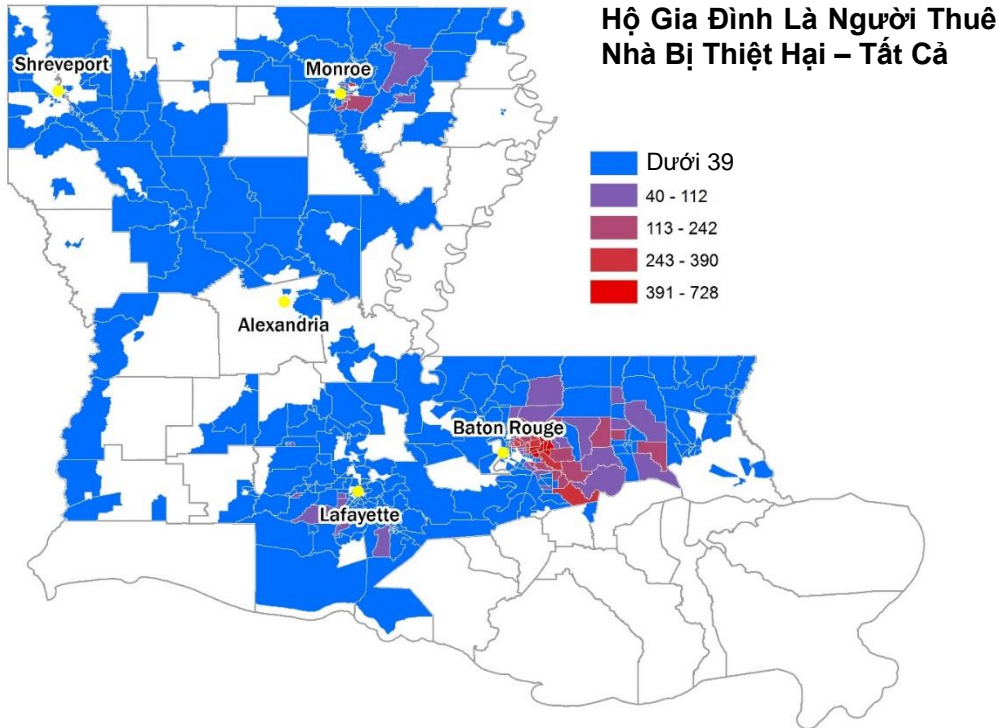 Hộ Gia Đình Là Người Thuê
Nhà Bị Thiệt Hại – Tất Cả
Shreveport
Monroe
Dưới 39
40 - 112
113 - 242
243 - 390
391 - 728
Alexandria
Baton Rouge
Lafayette